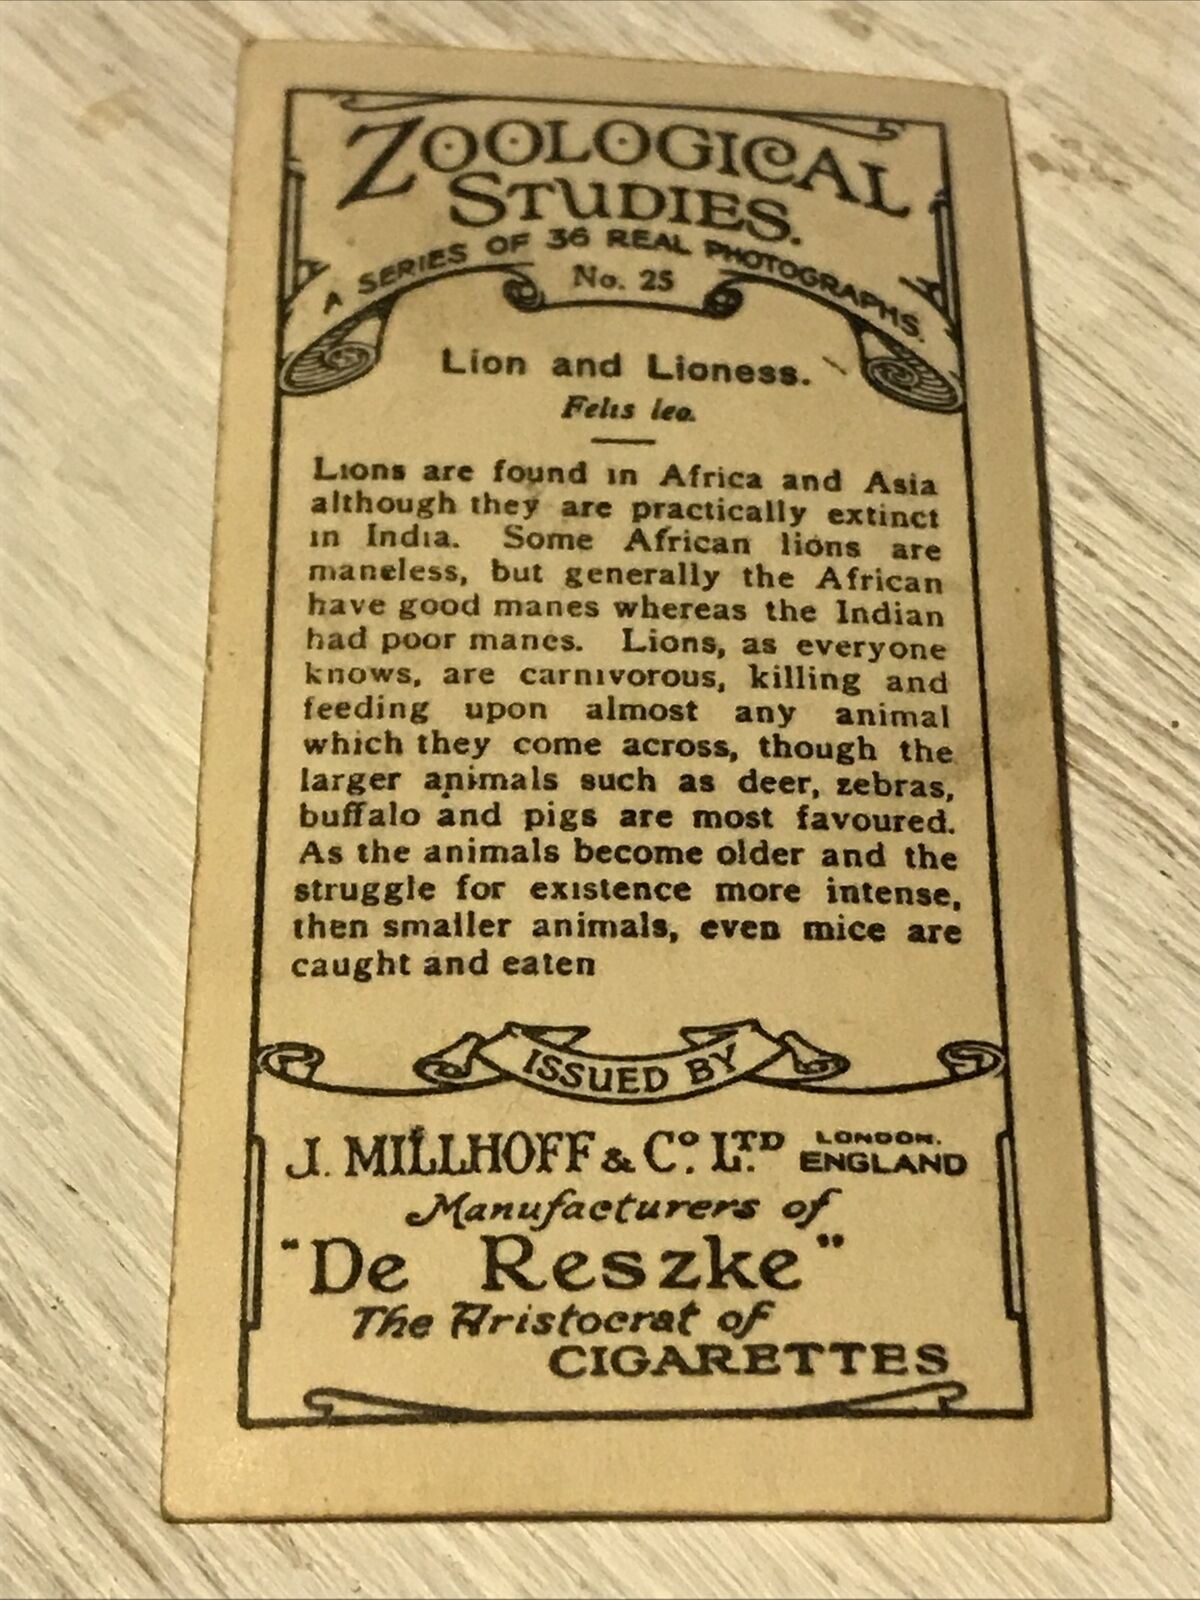 ZOOLOGICAL
STUDIES.
A SERIES OF 36 REAL PHOTOGRAPHS.
No. 25
Lion and Lioness.
Felis leo.
Lions are found in Africa and Asia
although they are practically extinct
in India. Some African lions are
maneless, but generally the African
have good manes whereas the Indian
had poor manes. Lions, as everyone
knows, are carnivorous, killing and
feeding upon almost any animal
which they come across, though the
larger animals such as deer, zebras,
buffalo and pigs are most favoured.
As the animals become older and the
struggle for existence more intense,
then smaller animals, even mice are
caught and eaten
ISSUED BY
J. MILLHOFF & Co. LTD LONDON. ENGLAND
Manufacturers of
"De Reszke"
The Aristocrat of
CIGARETTES